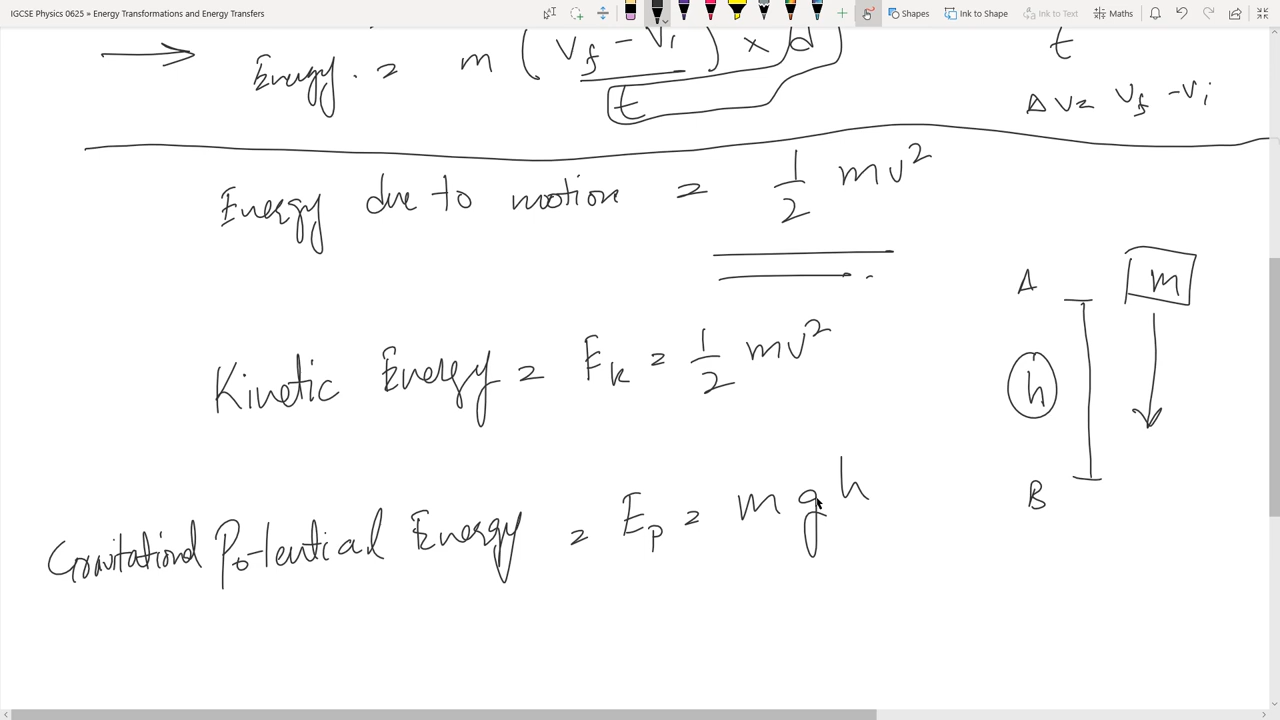 IGCSE Physics 0625 » Energy Transformations and Energy Transfers
Shapes Ink to Shape Ink to Text Maths
Energy. = m ( Vf - Vi / t ) x d
t
Δv = Vf - Vi
Energy due to motion = 1/2 mv²
A m
Kinetic Energy = Ek = 1/2 mv²
h
B
Gravitational Potential Energy = Ep = mgh